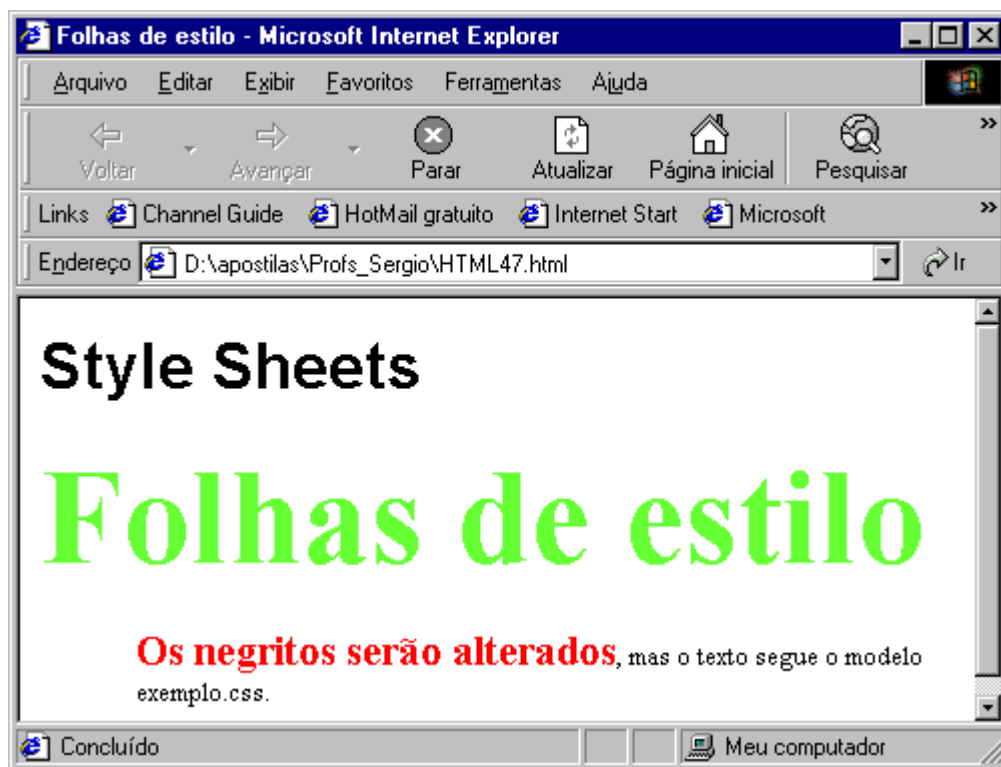 Folhas de estilo - Microsoft Internet Explorer
Arquivo Editar Exibir Favoritos Ferramentas Ajuda
Voltar Avançar Parar Atualizar Página inicial Pesquisar »
Links Channel Guide HotMail gratuito Internet Start Microsoft »
Endereço D:\apostilas\Profs_Sergio\HTML47.html Ir
Style Sheets
Folhas de estilo
Os negritos serão alterados, mas o texto segue o modelo
exemplo.css.
Concluído Meu computador